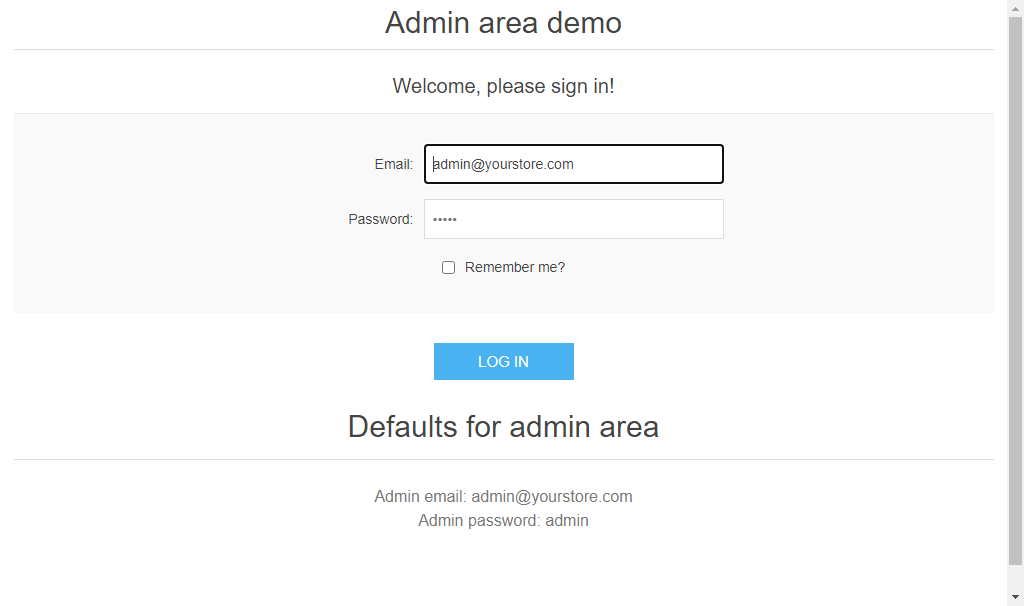 Admin area demo
Welcome, please sign in!
Email: admin@yourstore.com
Password: •••••
Remember me?
LOG IN
Defaults for admin area
Admin email: admin@yourstore.com
Admin password: admin